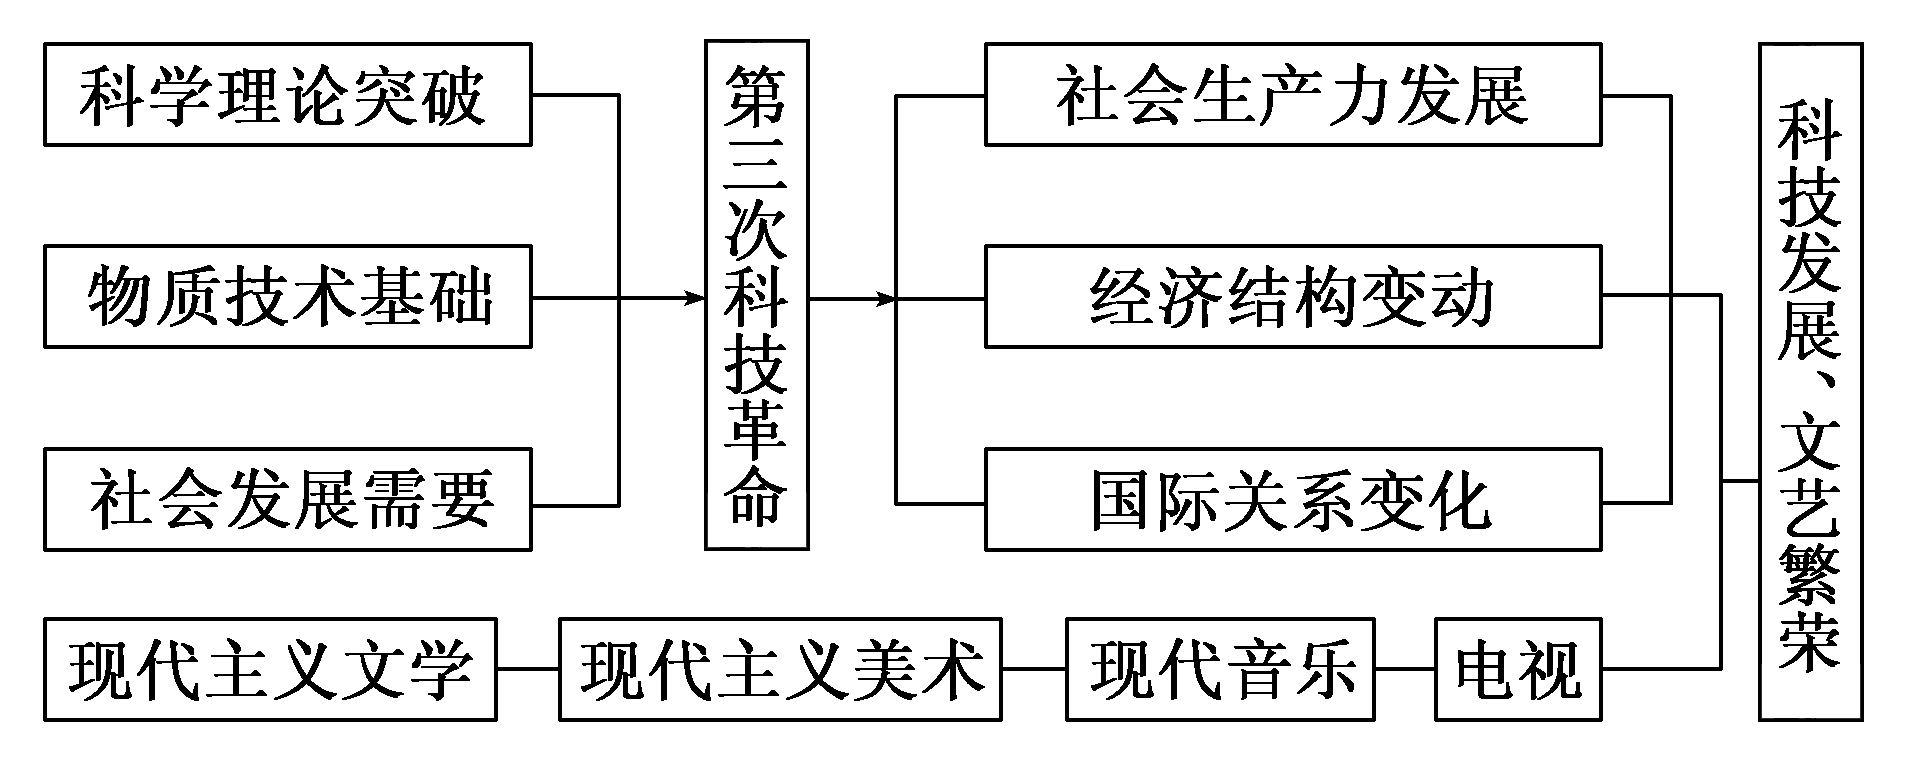 科学理论突破
物质技术基础
社会发展需要
第三次科技革命
社会生产力发展
经济结构变动
国际关系变化
现代主义文学
现代主义美术
现代音乐
电视
科技发展、文艺繁荣